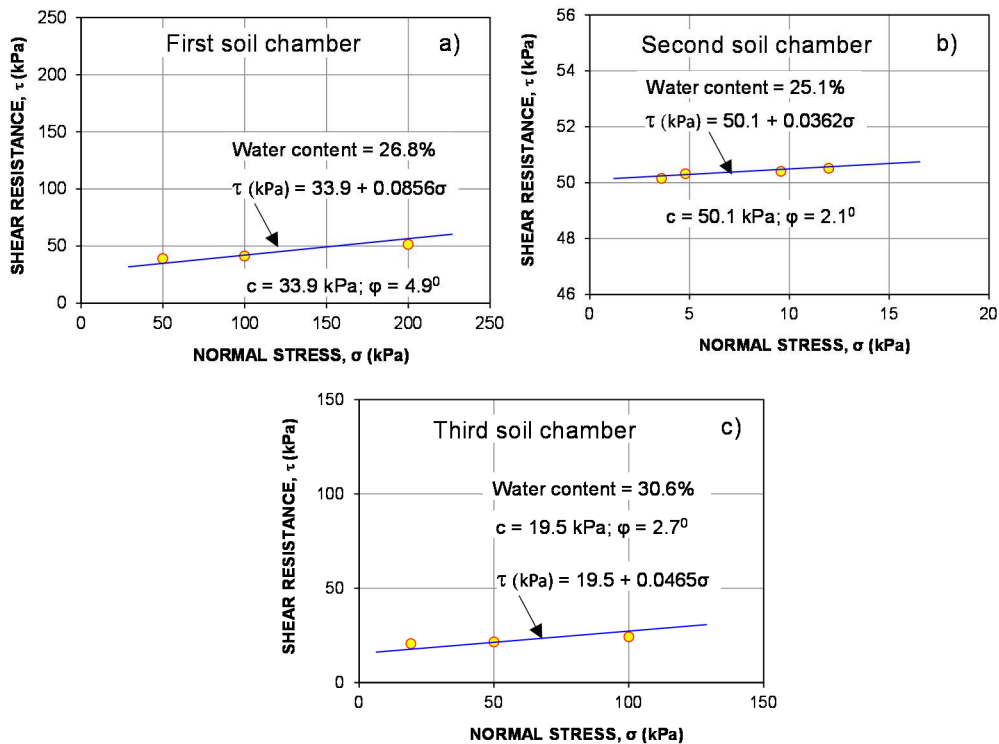 First soil chamber
a)
SHEAR RESISTANCE, τ (kPa)
250
200
150
100
50
0
Water content = 26.8%
τ (kPa) = 33.9 + 0.0856σ
c = 33.9 kPa; φ = 4.9⁰
0 50 100 150 200 250
NORMAL STRESS, σ (kPa)
Second soil chamber
b)
SHEAR RESISTANCE, τ (kPa)
56
54
52
50
48
46
Water content = 25.1%
τ (kPa) = 50.1 + 0.0362σ
c = 50.1 kPa; φ = 2.1⁰
0 5 10 15 20
NORMAL STRESS, σ (kPa)
Third soil chamber
c)
SHEAR RESISTANCE, τ (kPa)
150
100
50
0
Water content = 30.6%
c = 19.5 kPa; φ = 2.7⁰
τ (kPa) = 19.5 + 0.0465σ
0 50 100 150
NORMAL STRESS, σ (kPa)